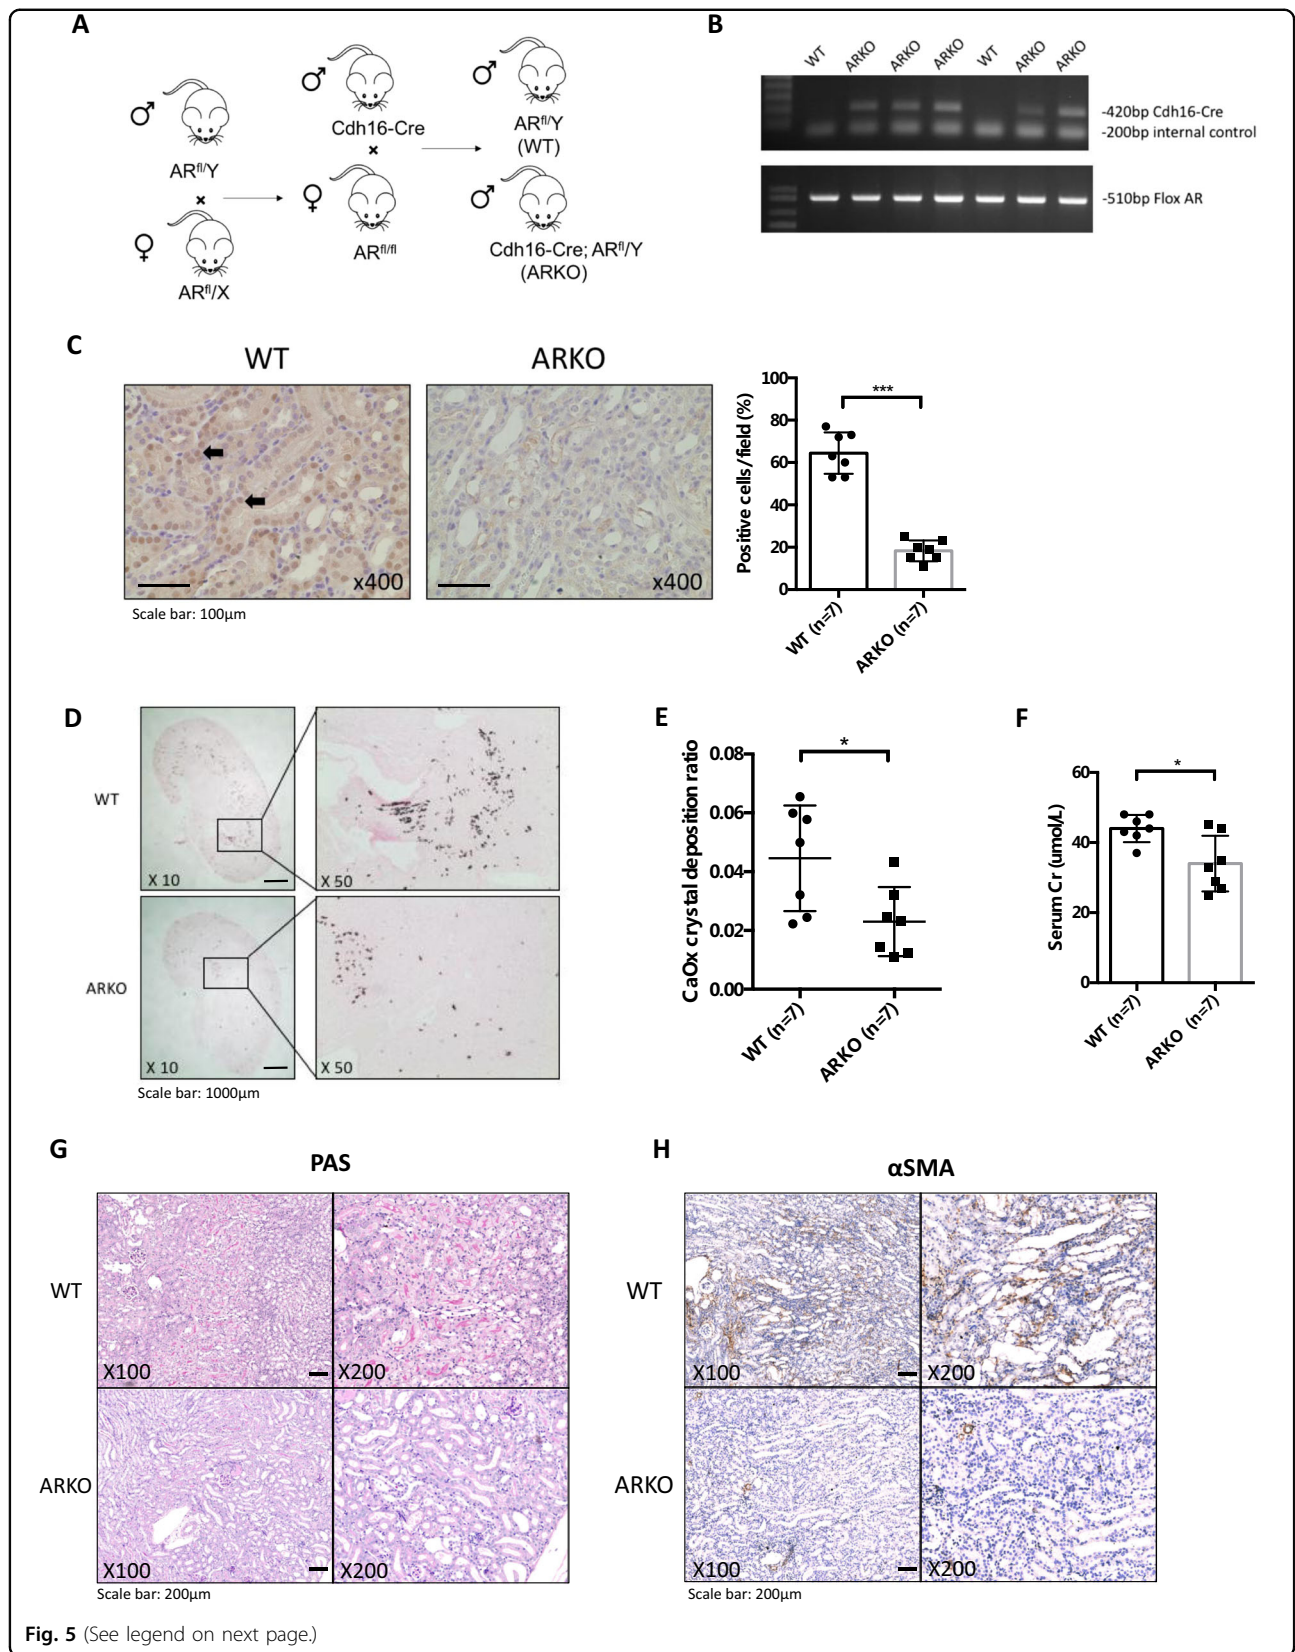 A
♂
AR^fl/Y
×
♀
AR^fl/X
♂
Cdh16-Cre
×
♀
AR^fl/fl
♂
AR^fl/Y
(WT)
♂
Cdh16-Cre; AR^fl/Y
(ARKO)
B
WT ARKO ARKO ARKO WT ARKO ARKO
-420bp Cdh16-Cre
-200bp internal control
-510bp Flox AR
C
WT ARKO
x400 x400
Scale bar: 100μm
Positive cells/field (%)
100
80
60
40
20
0
***
WT (n=7) ARKO (n=7)
D
WT
X 10 X 50
ARKO
X 10 X 50
Scale bar: 1000μm
E
CaOx crystal deposition ratio
0.08
0.06
0.04
0.02
0.00
*
WT (n=7) ARKO (n=7)
F
Serum Cr (umol/L)
60
40
20
0
*
WT (n=7) ARKO (n=7)
G
PAS
WT
X100 X200
ARKO
X100 X200
Scale bar: 200μm
H
αSMA
WT
X100 X200
ARKO
X100 X200
Scale bar: 200μm
Fig. 5 (See legend on next page.)